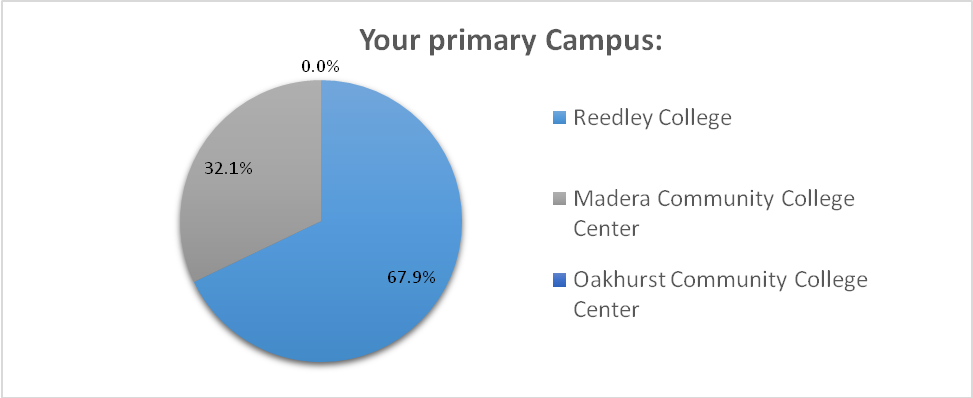 Your primary Campus:
0.0%
32.1%
67.9%
Reedley College
Madera Community College
Center
Oakhurst Community College
Center